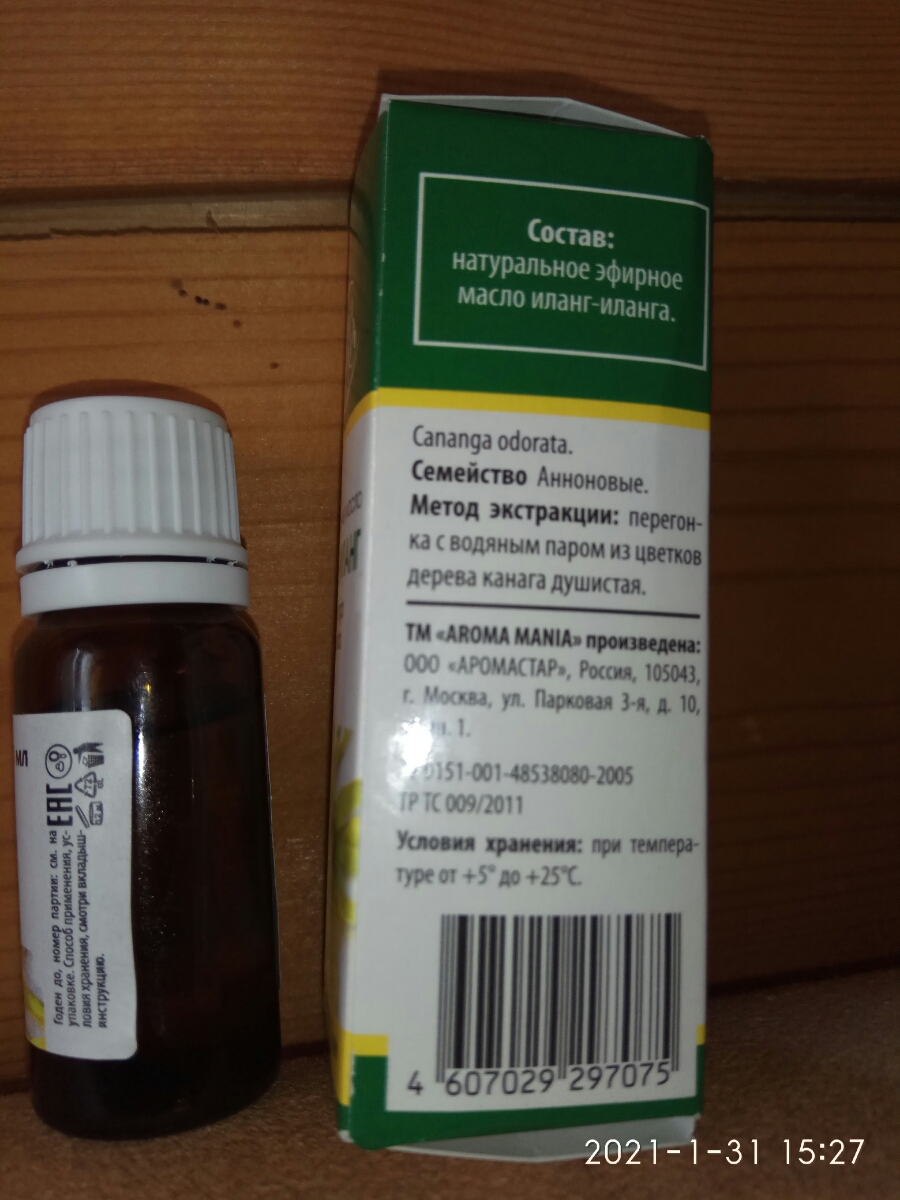 Состав:
натуральное эфирное
масло иланг-иланга.
Cananga odorata.
Семейство Анноновые.
Метод экстракции: перегон-
ка с водяным паром из цветков
дерева канага душистая.
ТМ «AROMA MANIA» произведена:
ООО «АРОМАСТАР», Россия, 105043,
г. Москва, ул. Парковая 3-я, д. 10,
1.
9151-001-48538080-2005
ТР ТС 009/2011
Условия хранения: при темпера-
туре от +5° до +25°С.
4 607029 297075
мл
EAC
Годен до, номер партии: см. на
упаковке. Способ применения, ус-
ловия хранения, смотри вкладыш-
инструкцию.
2021-1-31 15:27